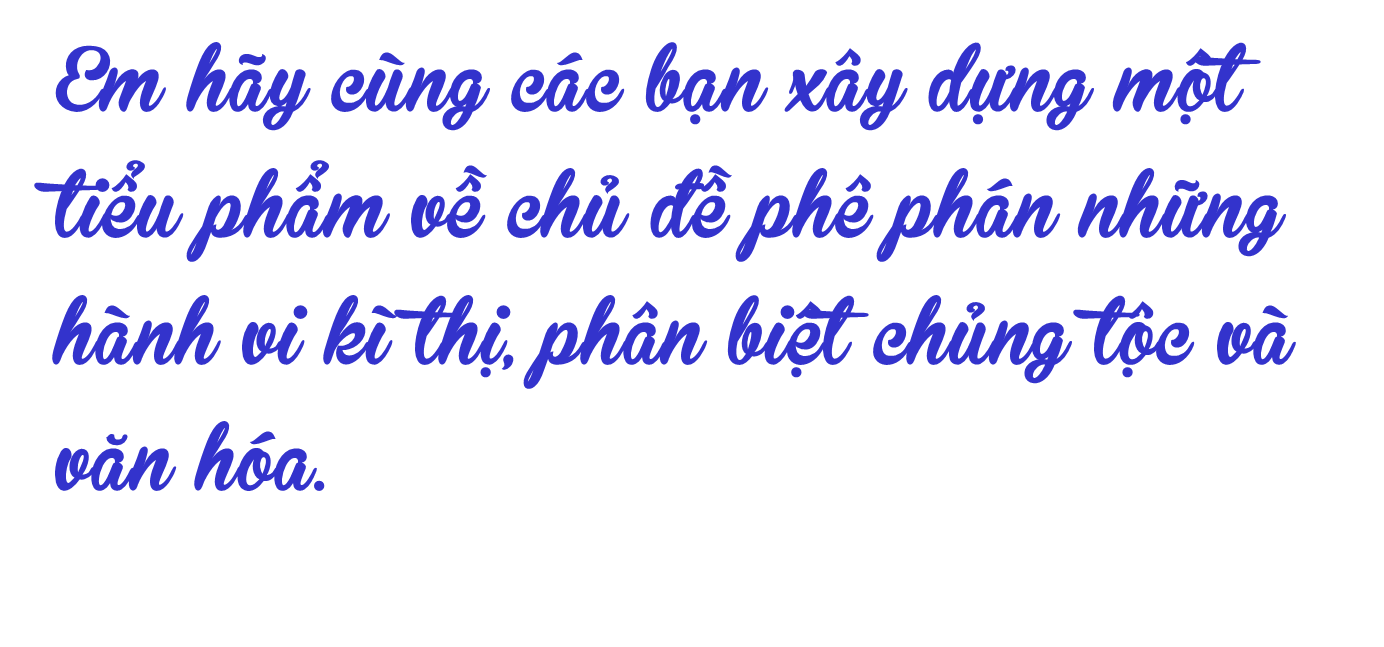 Em hãy cùng các bạn xây dựng một
tiểu phẩm về chủ đề phê phán những
hành vi kì thị, phân biệt chủng tộc và
văn hóa.